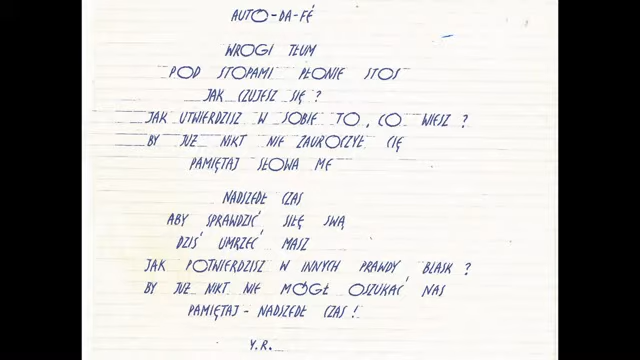 AUTO-DA-FÉ
WROGI TŁUM
POD STOPAMI PŁONIE STOS
JAK CZUJESZ SIĘ?
JAK UTWIERDZISZ W SOBIE TO, CO WIESZ?
BY JUŻ NIKT NIE ZAUROCZYŁ CIĘ
PAMIĘTAJ SŁOWA ME
NADSZEDŁ CZAS
ABY SPRAWDZIĆ SIŁĘ SWĄ
DZIŚ UMRZEĆ MASZ
JAK POTWIERDZISZ W INNYCH PRAWDY BLASK?
BY JUŻ NIKT NIE MÓGŁ OSZUKAĆ NAS
PAMIĘTAJ - NADSZEDŁ CZAS!
Y.R.